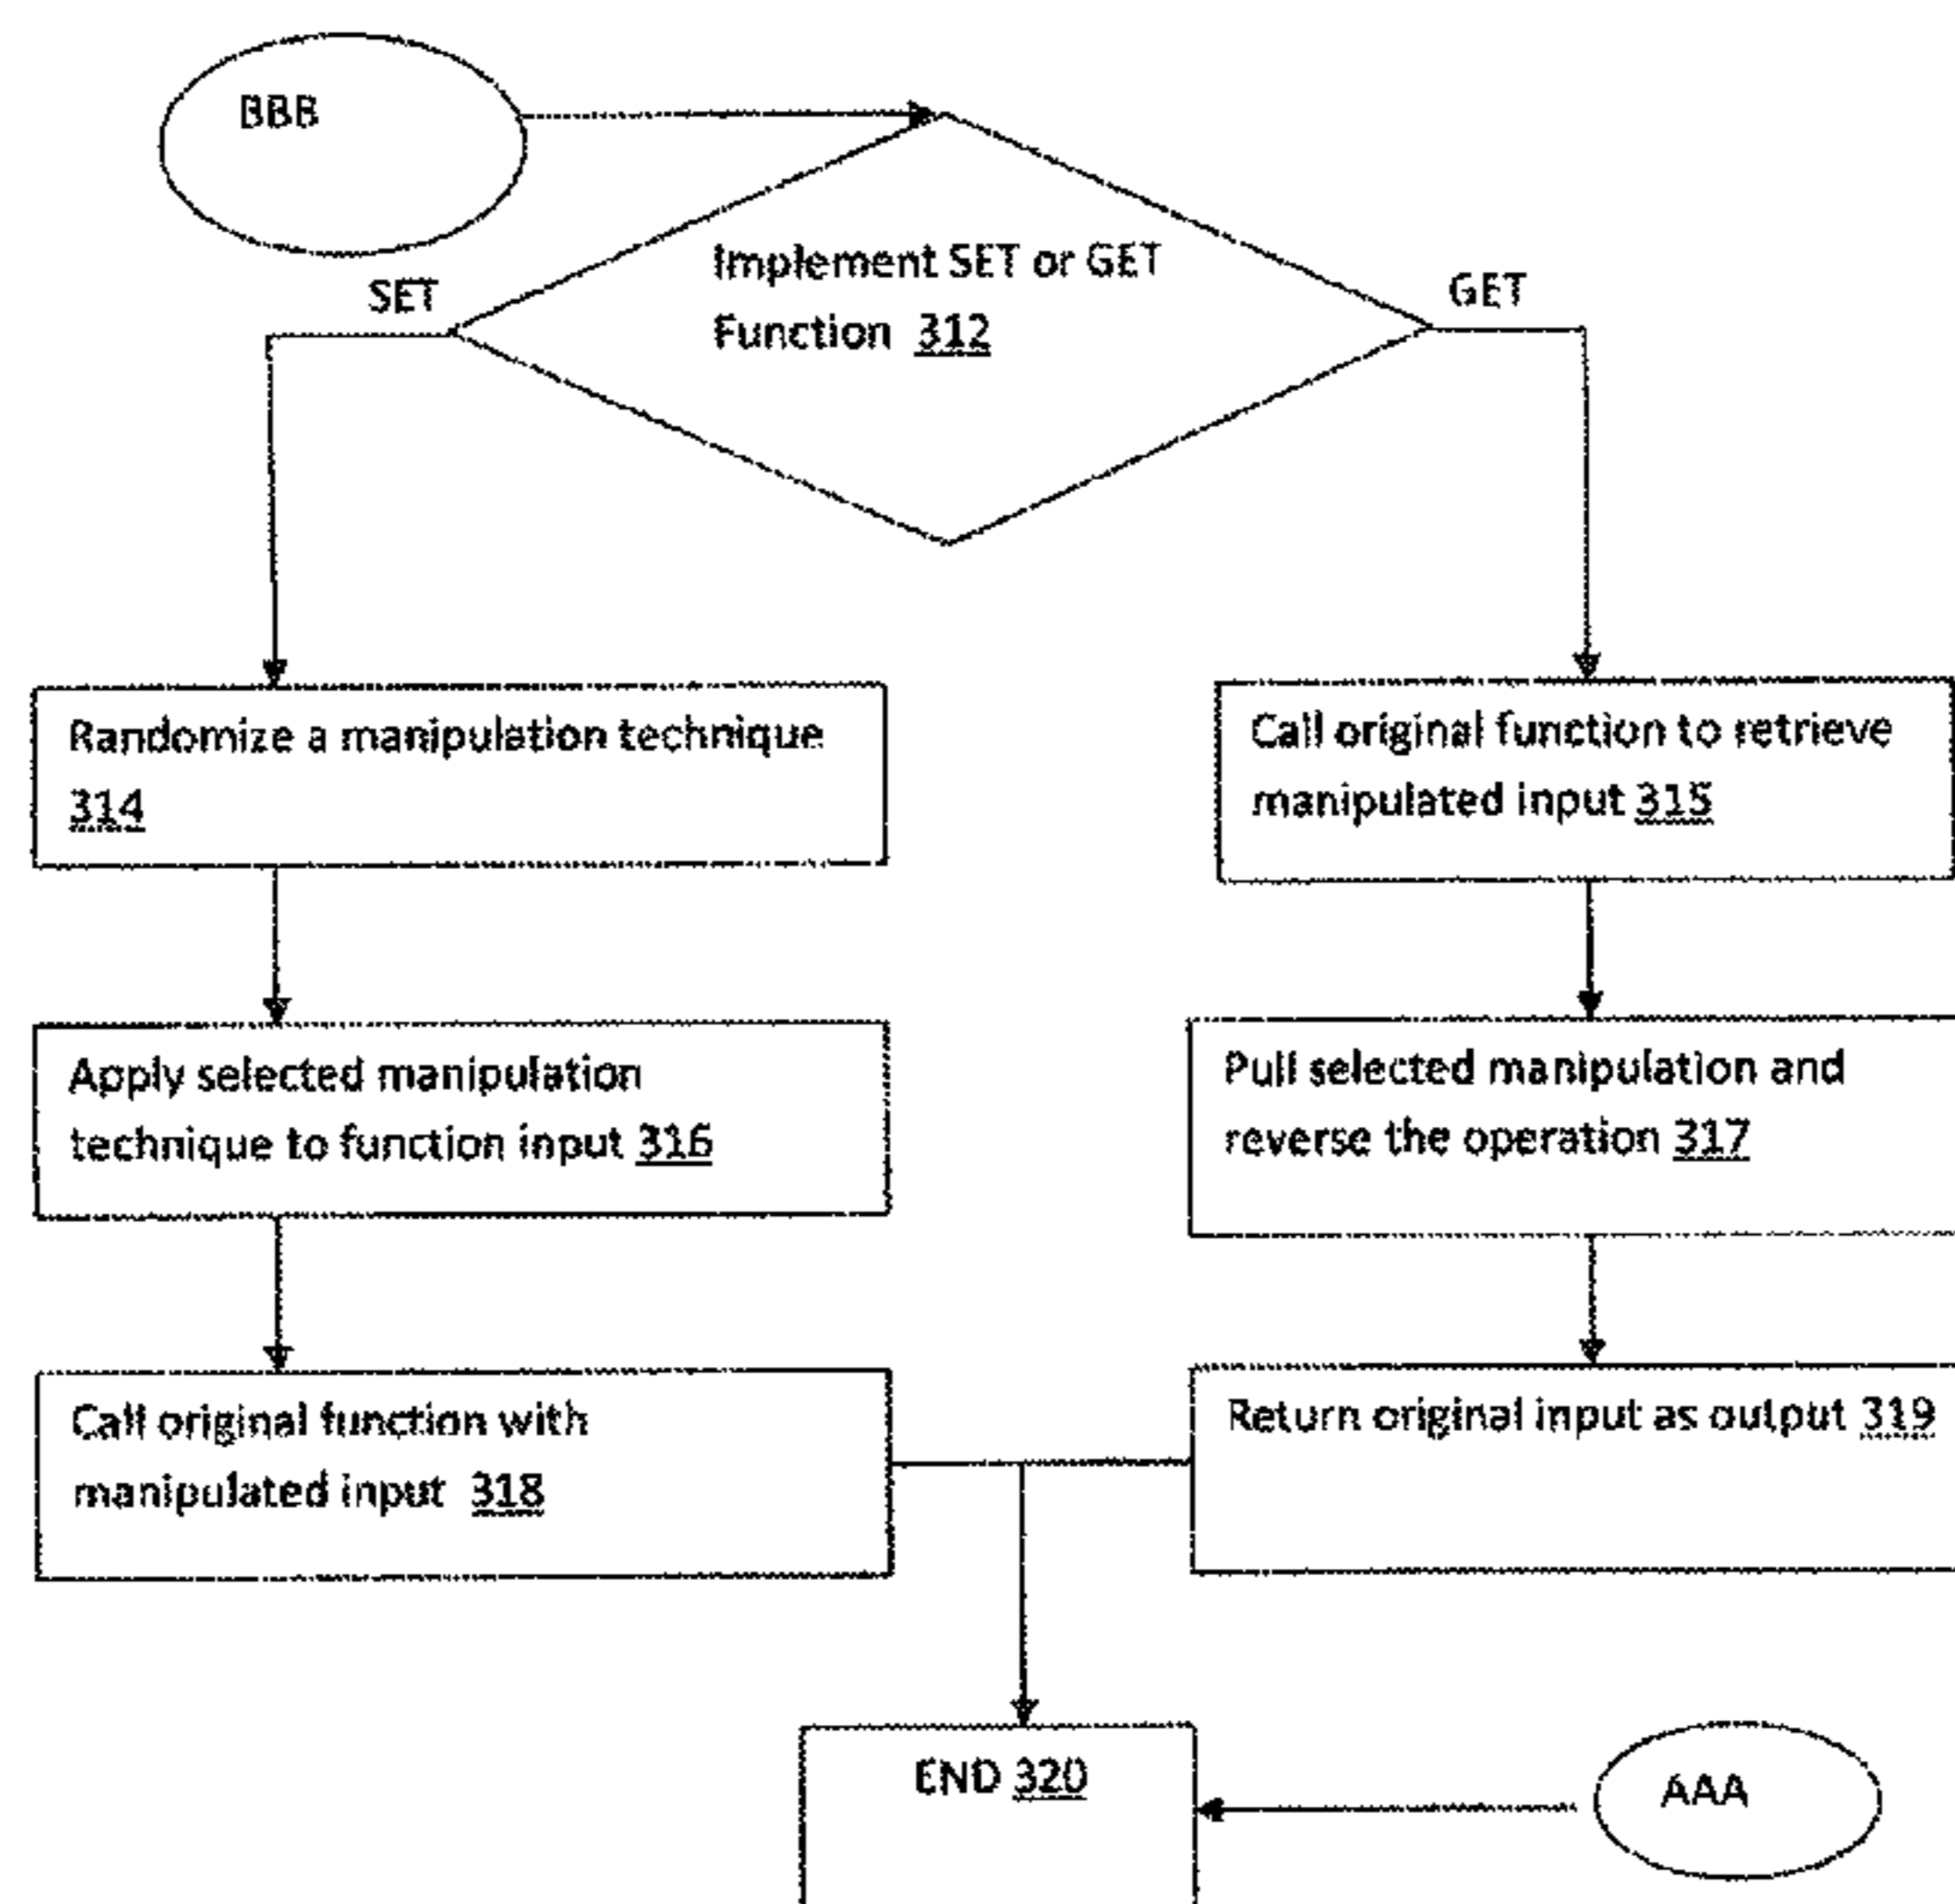 BBB
Implement SET or GET
Function 312
SET
GET
Randomize a manipulation technique
314
Call original function to retrieve
manipulated input 315
Apply selected manipulation
technique to function input 316
Pull selected manipulation and
reverse the operation 317
Call original function with
manipulated input 318
Return original input as output 319
END 320
AAA